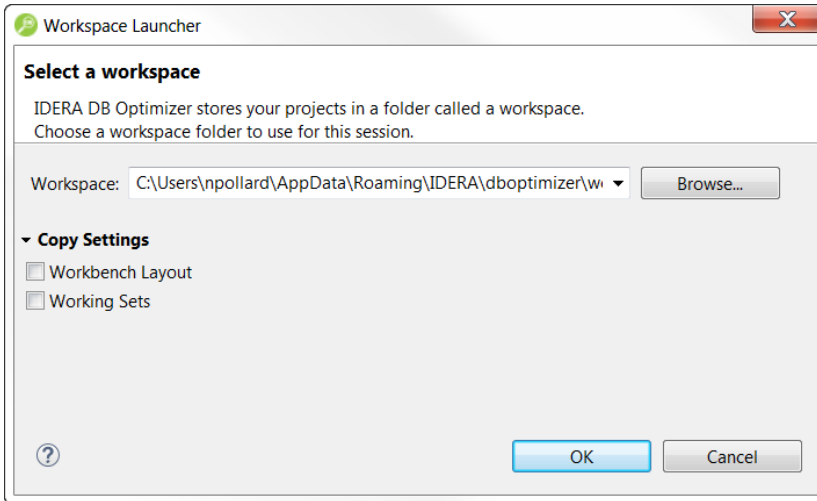 Workspace Launcher
Select a workspace
IDERA DB Optimizer stores your projects in a folder called a workspace.
Choose a workspace folder to use for this session.
Workspace: C:\Users\npollard\AppData\Roaming\IDERA\dboptimizer\w Browse...
Copy Settings
Workbench Layout
Working Sets
? OK Cancel